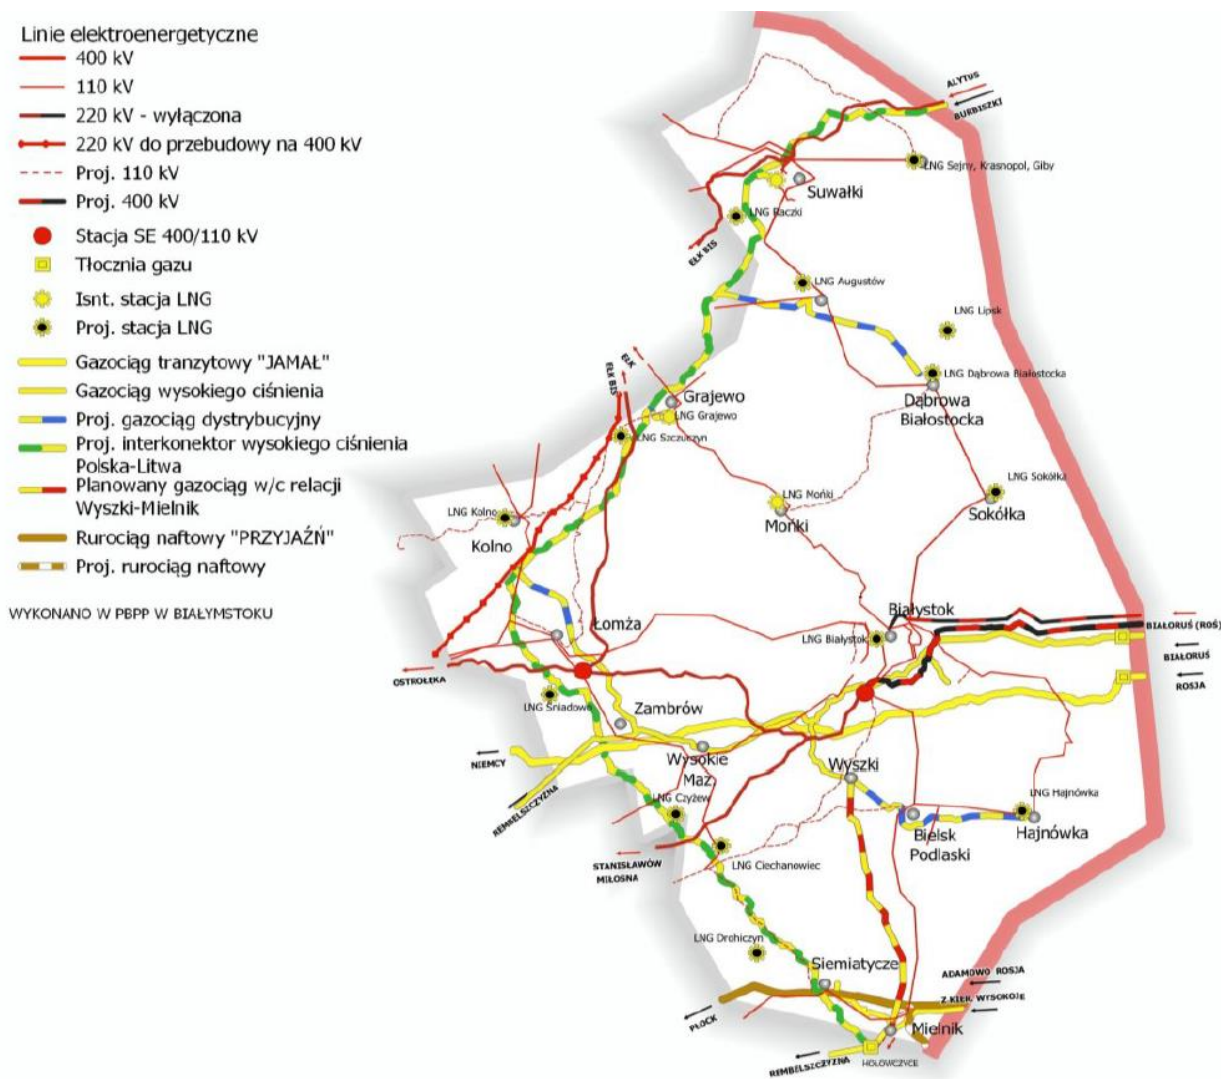 Linie elektroenergetyczne
400 kV
110 kV
220 kV - wyłączona
220 kV do przebudowy na 400 kV
Proj. 110 kV
Proj. 400 kV
Stacja SE 400/110 kV
Tłocznia gazu
Isnt. stacja LNG
Proj. stacja LNG
Gazociąg tranzytowy "JAMAŁ"
Gazociąg wysokiego ciśnienia
Proj. gazociąg dystrybucyjny
Proj. interkonektor wysokiego ciśnienia
Polska-Litwa
Planowany gazociąg w/c relacji
Wyszki-Mielnik
Rurociąg naftowy "PRZYJAŹŃ"
Proj. rurociąg naftowy
WYKONANO W PBPP W BIAŁYMSTOKU
ALYTUS
BURBISZKI
LNG Sejny, Krasnopol, Giby
Suwałki
LNG Raczki
EŁK BIS
LNG Augustów
LNG Lipsk
EŁK
EŁK BIS
LNG Dąbrowa Białostocka
Grajewo
Dąbrowa
Białostocka
LNG Grajewo
LNG Szczuczyn
LNG Sokółka
LNG Mońki
Sokółka
LNG Kolno
Mońki
Kolno
Białystok
Łomża
BIAŁORUŚ (ROŚ)
LNG Białystok
BIAŁORUŚ
OSTROŁĘKA
ROSJA
LNG Śniadowo
Zambrów
NIEMCY
Wysokie
Maz.
Wyszki
REMBELSZCZYZNA
LNG Czyżew
LNG Hajnówka
Bielsk
Podlaski
Hajnówka
STANISŁAWÓW
MIŁOSNA
LNG Ciechanowiec
LNG Drohiczyn
Siemiatycze
ADAMOWO ROSJA
Z KIER. WYSOKOJE
PŁOCK
Mielnik
REMBELSZCZYZNA
HOŁOWCZYCE